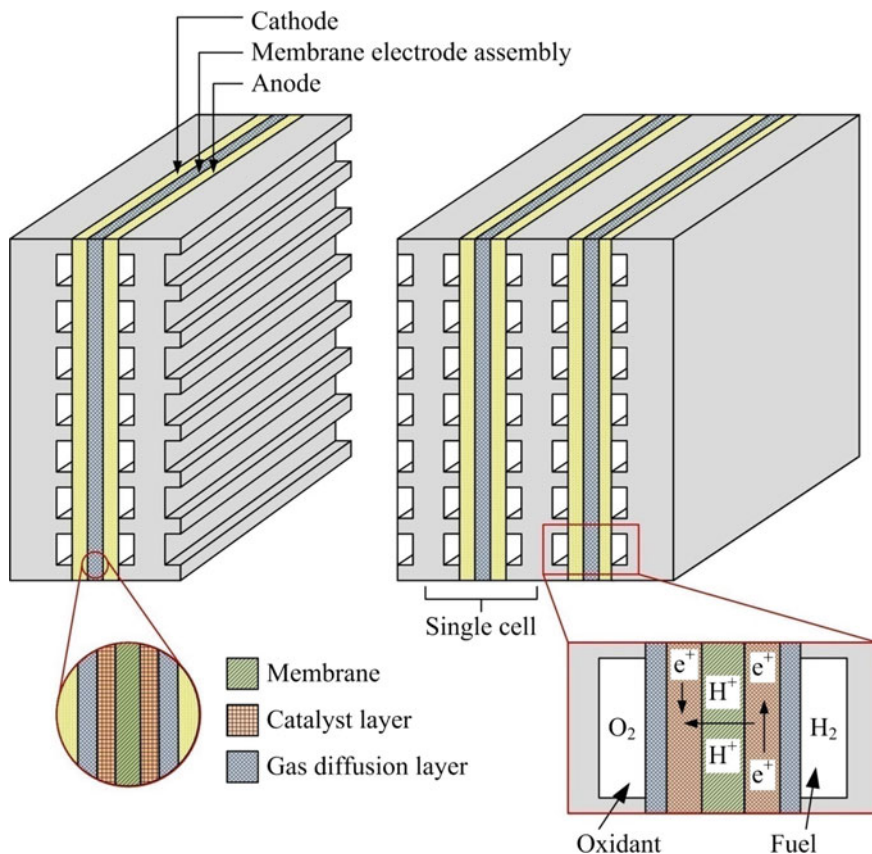 Cathode
Membrane electrode assembly
Anode
Single cell
Membrane
Catalyst layer
Gas diffusion layer
e⁺
e⁺
H⁺
O₂
H₂
H⁺
e⁺
Oxidant
Fuel